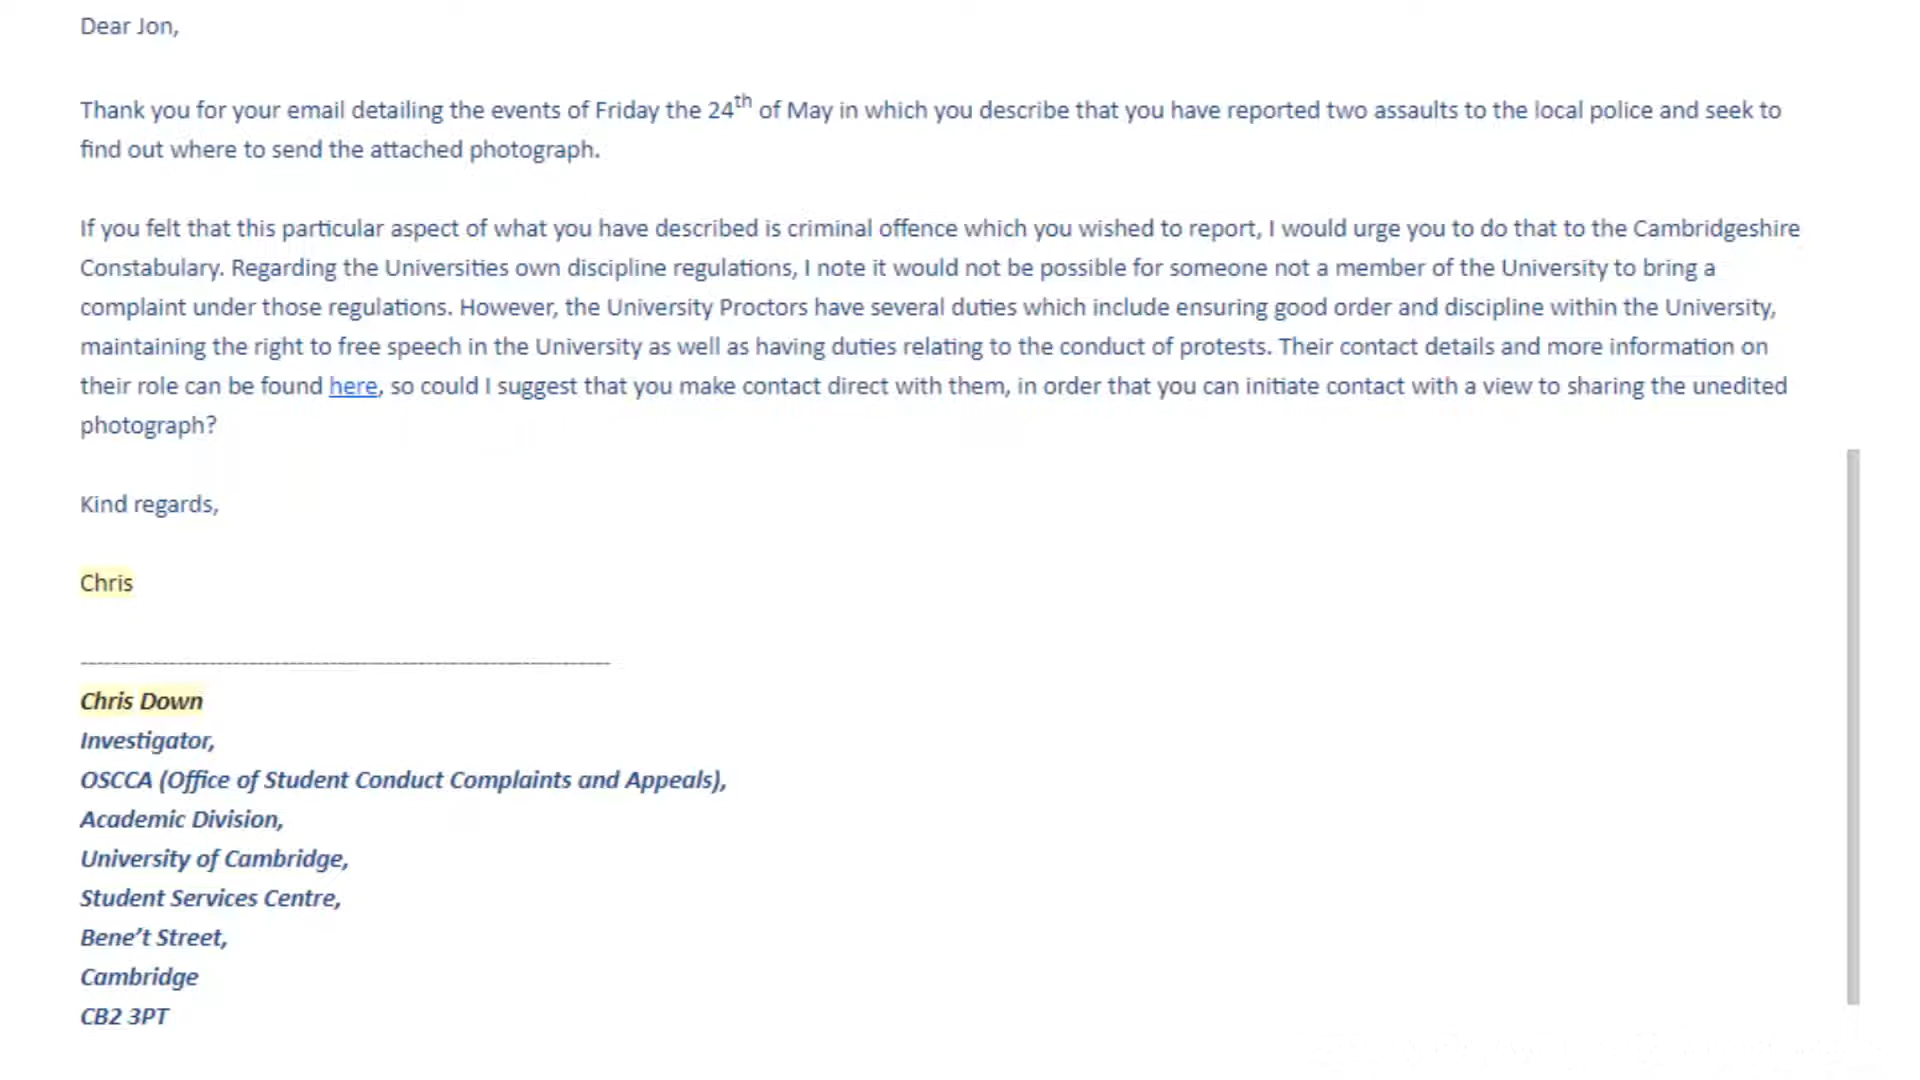 Dear Jon,
Thank you for your email detailing the events of Friday the 24th of May in which you describe that you have reported two assaults to the local police and seek to
find out where to send the attached photograph.
If you felt that this particular aspect of what you have described is criminal offence which you wished to report, I would urge you to do that to the Cambridgeshire
Constabulary. Regarding the Universities own discipline regulations, I note it would not be possible for someone not a member of the University to bring a
complaint under those regulations. However, the University Proctors have several duties which include ensuring good order and discipline within the University,
maintaining the right to free speech in the University as well as having duties relating to the conduct of protests. Their contact details and more information on
their role can be found here, so could I suggest that you make contact direct with them, in order that you can initiate contact with a view to sharing the unedited
photograph?
Kind regards,
Chris
Chris Down
Investigator,
OSCCA (Office of Student Conduct Complaints and Appeals),
Academic Division,
University of Cambridge,
Student Services Centre,
Bene't Street,
Cambridge
CB2 3PT